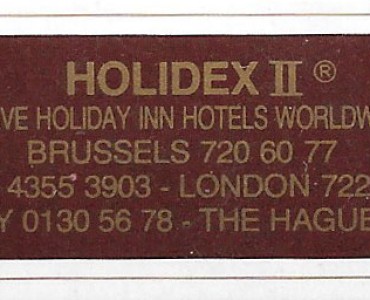 HOLIDEX II ®
VE HOLIDAY INN HOTELS WORLDW
BRUSSELS 720 60 77
4355 3903 - LONDON 722
Y 0130 56 78 - THE HAGUE